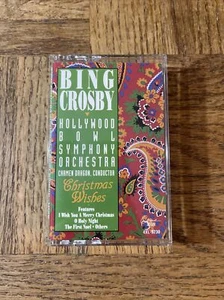 BING
CROSBY
HOLLYWOOD
BOWL
SYMPHONY
ORCHESTRA
CARMEN DRAGON, CONDUCTOR
Christmas
Wishes
Features
I Wish You A Merry Christmas
O Holy Night
The First Noel • Others